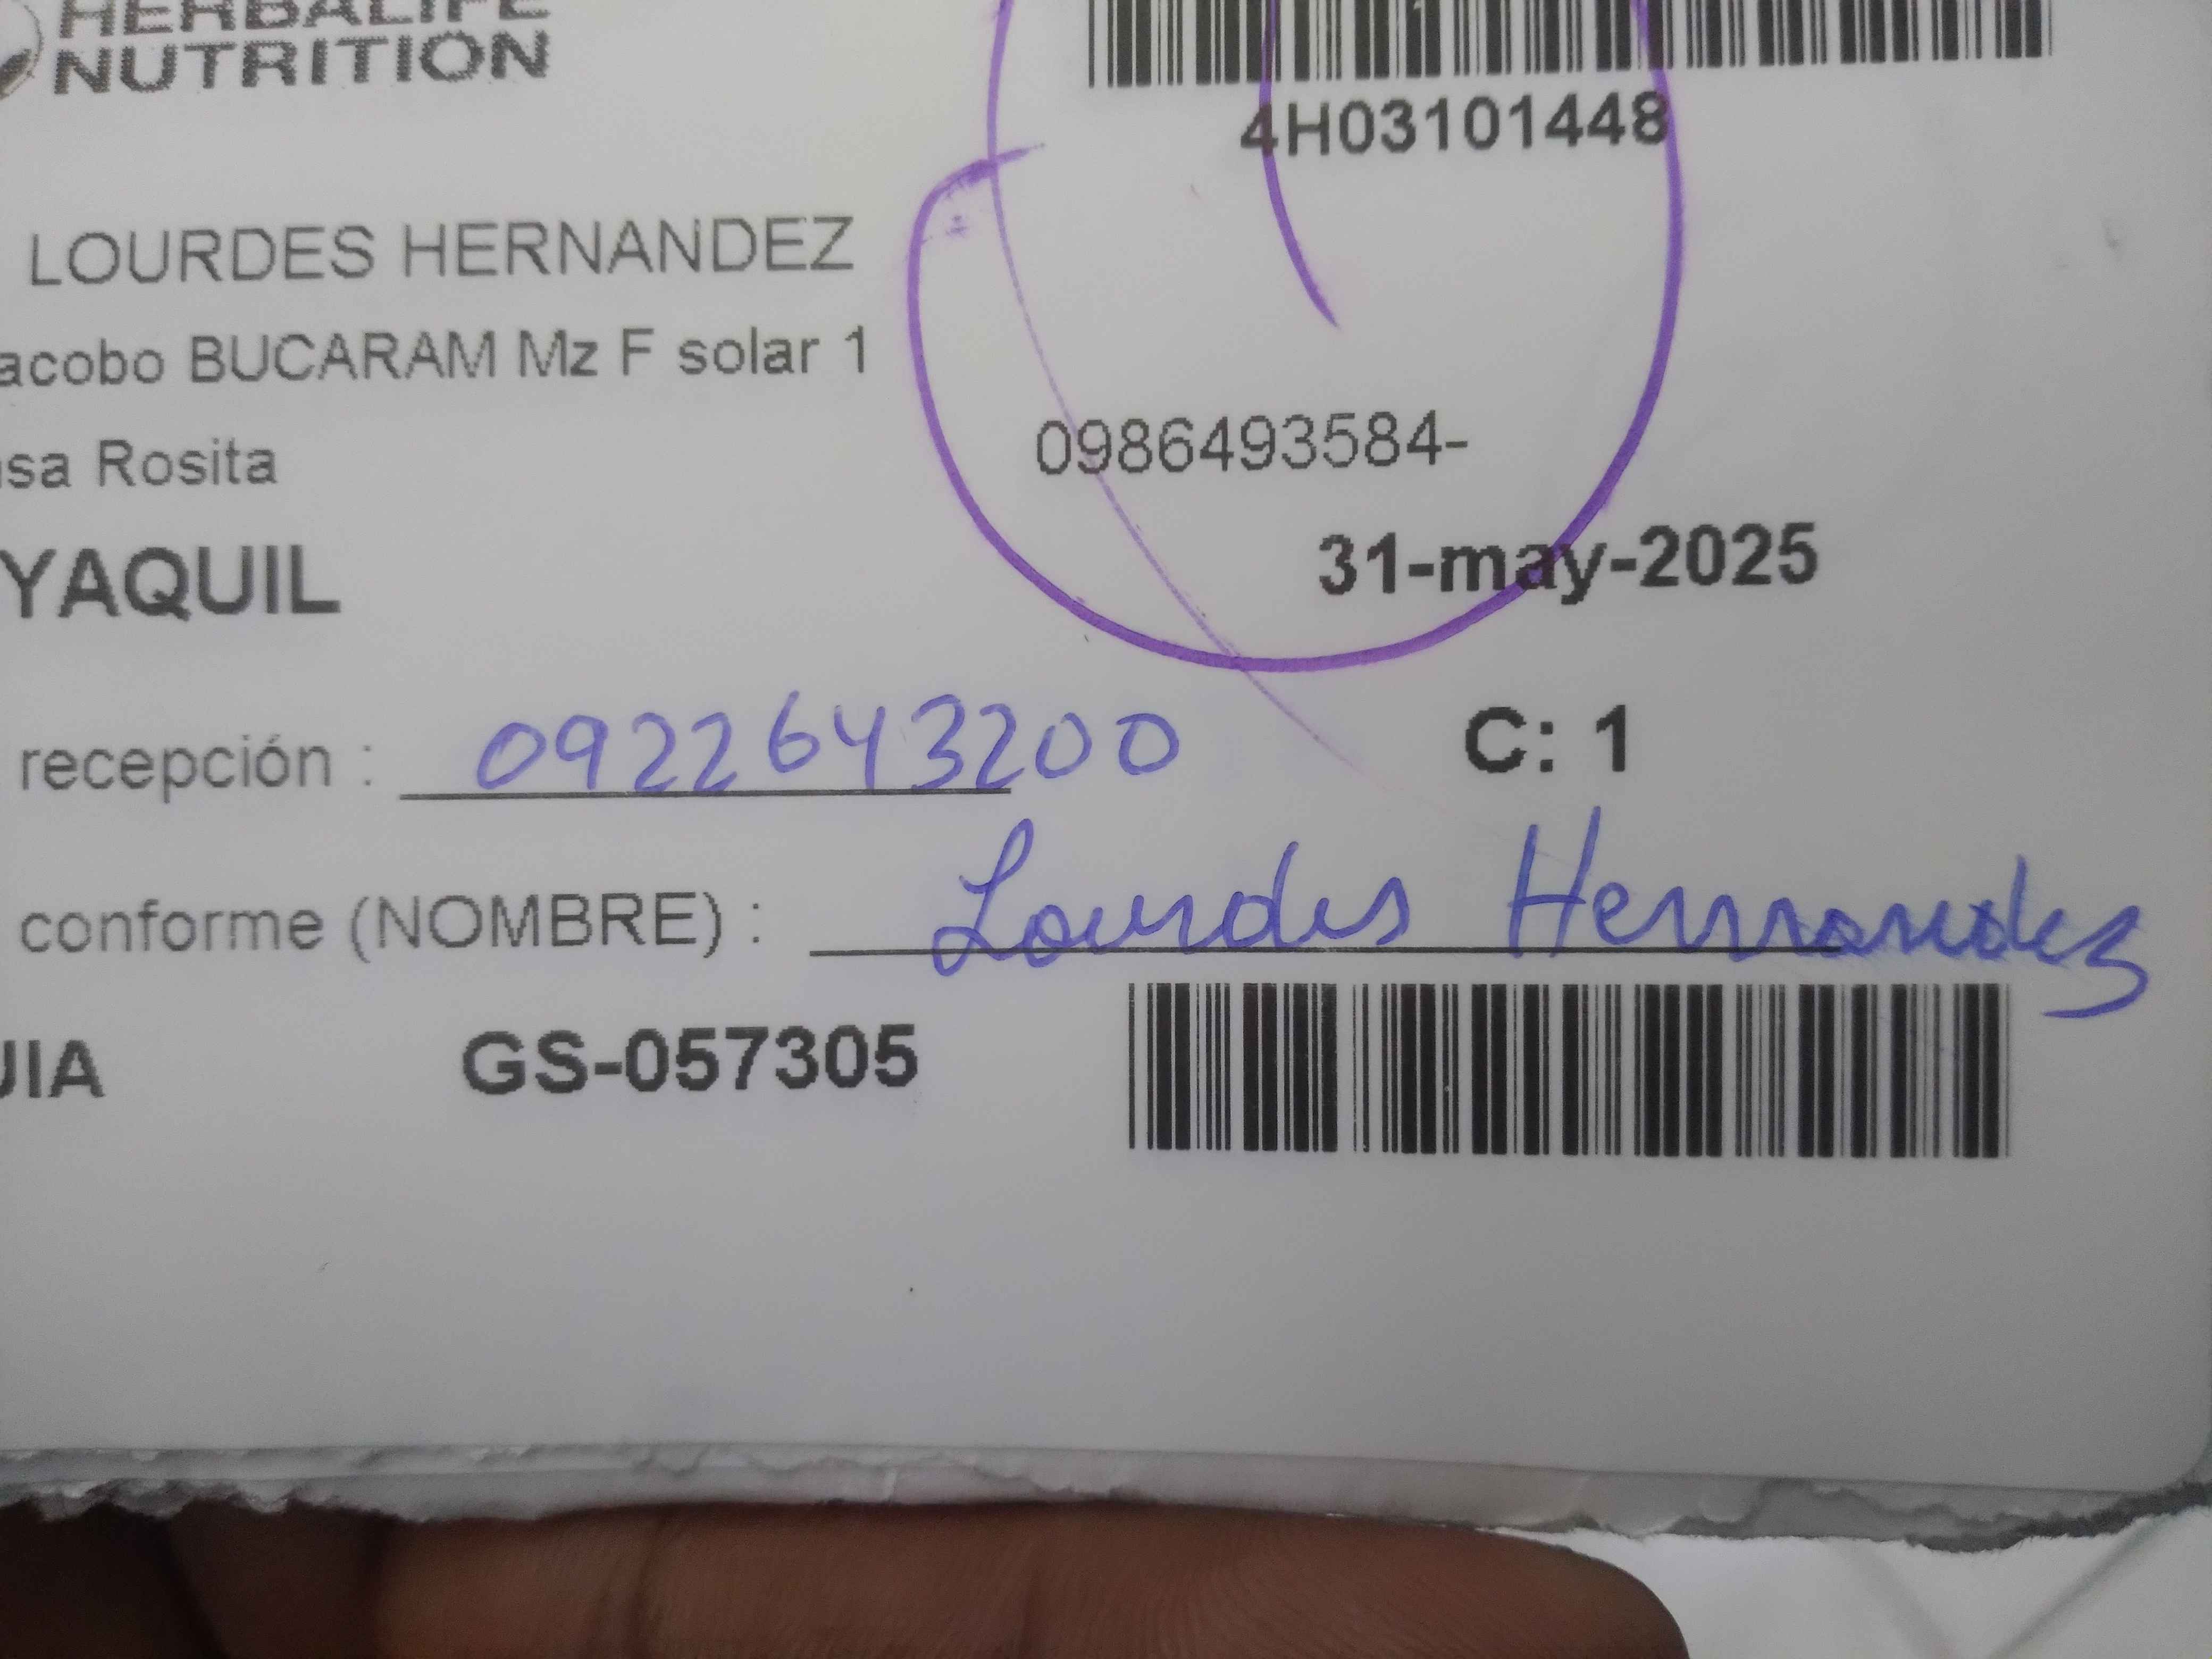 HERBALIFE
NUTRITION
4H03101448
LOURDES HERNANDEZ
acobo BUCARAM Mz F solar 1
sa Rosita
0986493584-
YAQUIL
31-may-2025
recepción : 0922643200
C: 1
conforme (NOMBRE) : Lourdes Hernandez
UIA GS-057305